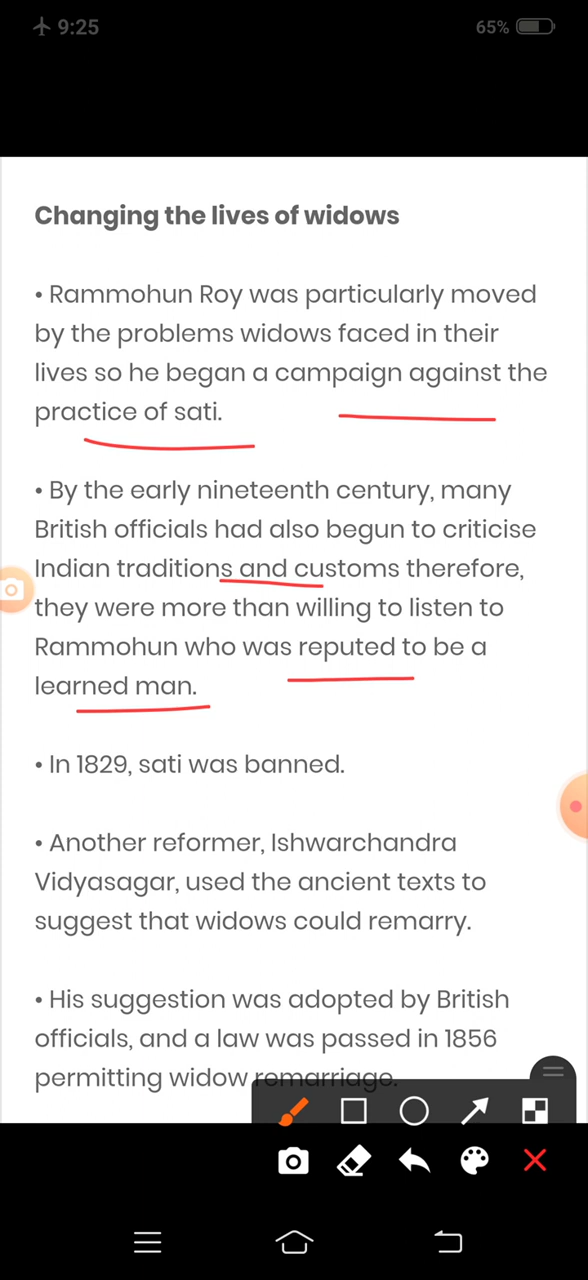 9:25
65%
Changing the lives of widows
• Rammohun Roy was particularly moved
by the problems widows faced in their
lives so he began a campaign against the
practice of sati.
• By the early nineteenth century, many
British officials had also begun to criticise
Indian traditions and customs therefore,
they were more than willing to listen to
Rammohun who was reputed to be a
learned man.
• In 1829, sati was banned.
• Another reformer, Ishwarchandra
Vidyasagar, used the ancient texts to
suggest that widows could remarry.
• His suggestion was adopted by British
officials, and a law was passed in 1856
permitting widow remarriage.